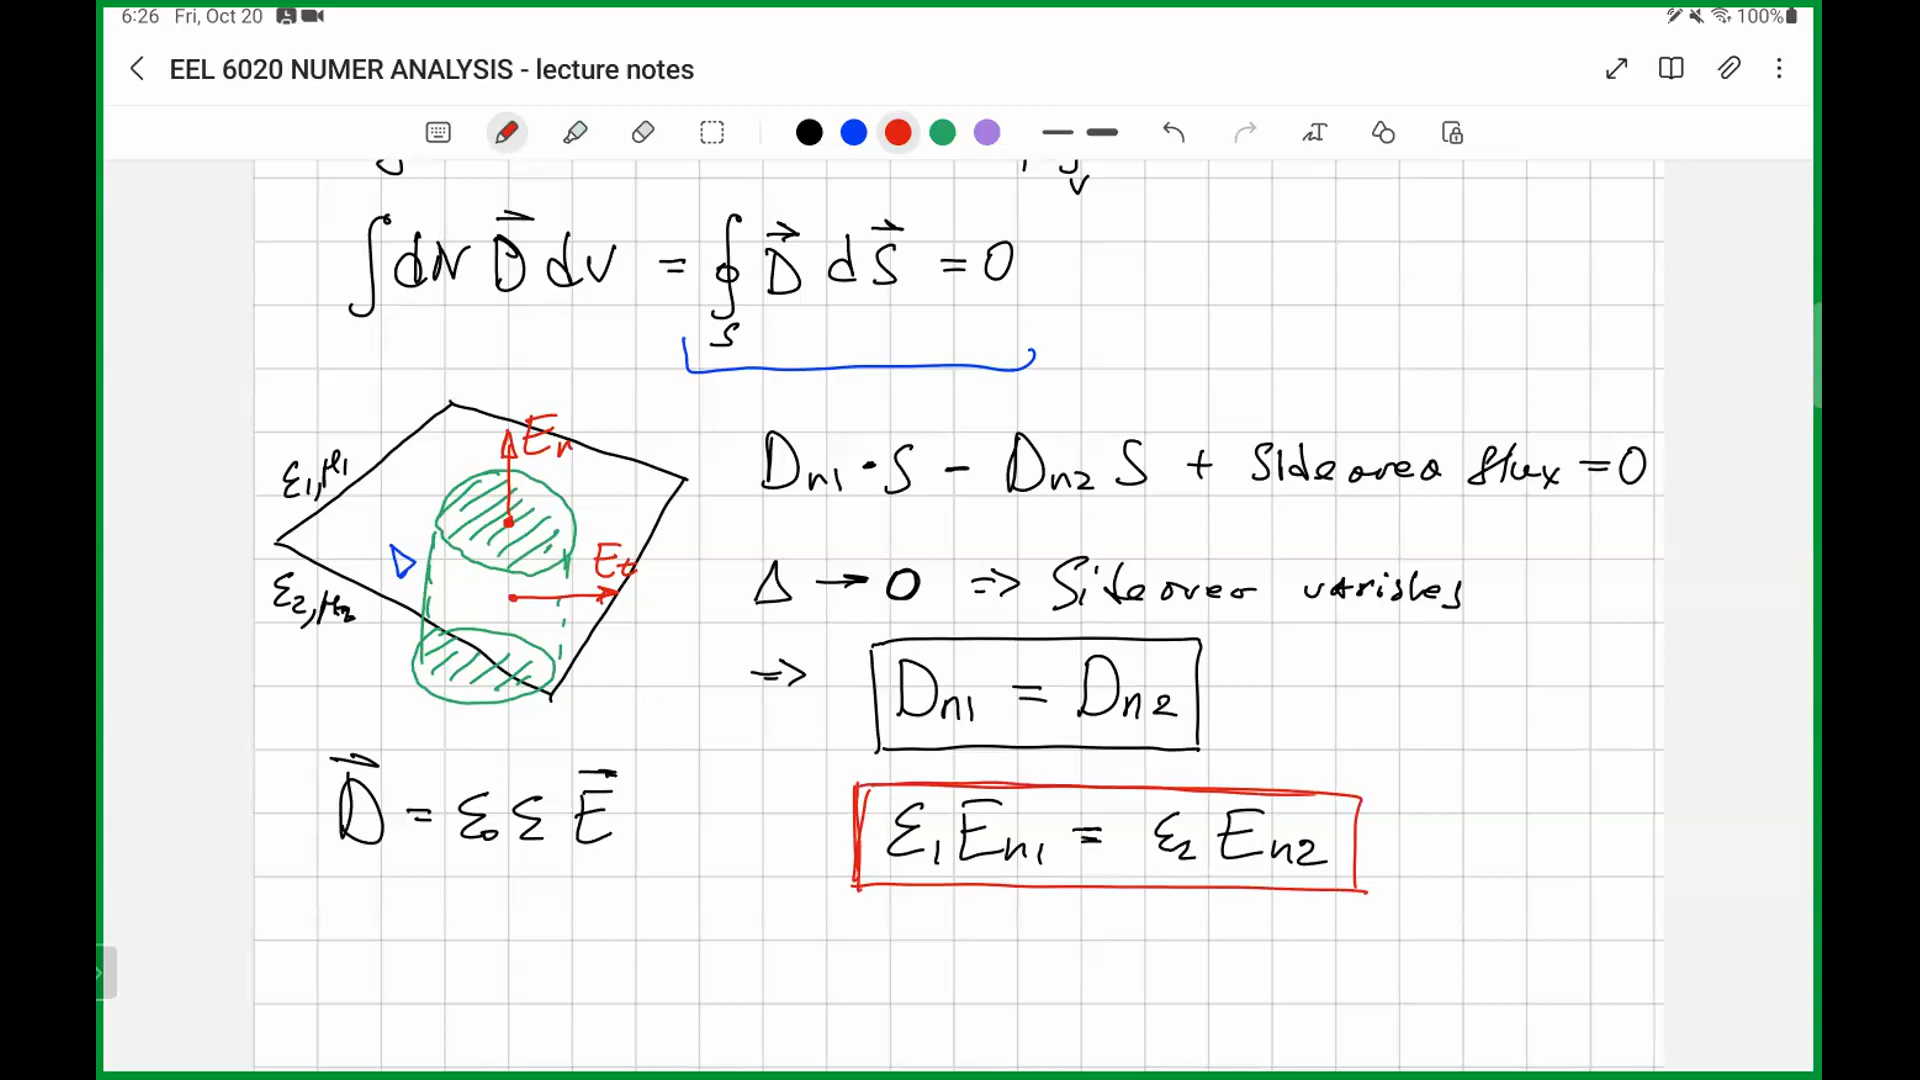 6:26 Fri, Oct 20 100%
EEL 6020 NUMER ANALYSIS - lecture notes
v
∫ div D⃗ dV = ∮ D⃗ dS⃗ = 0
S
En
ε1, μ1
Dn1 · S - Dn2 S + Side area flux = 0
Δ
Et
ε2, μ2
Δ → 0 ⇒ Side area vanishes
⇒ Dn1 = Dn2
D⃗ = ε0 ε E⃗
ε1 En1 = ε2 En2